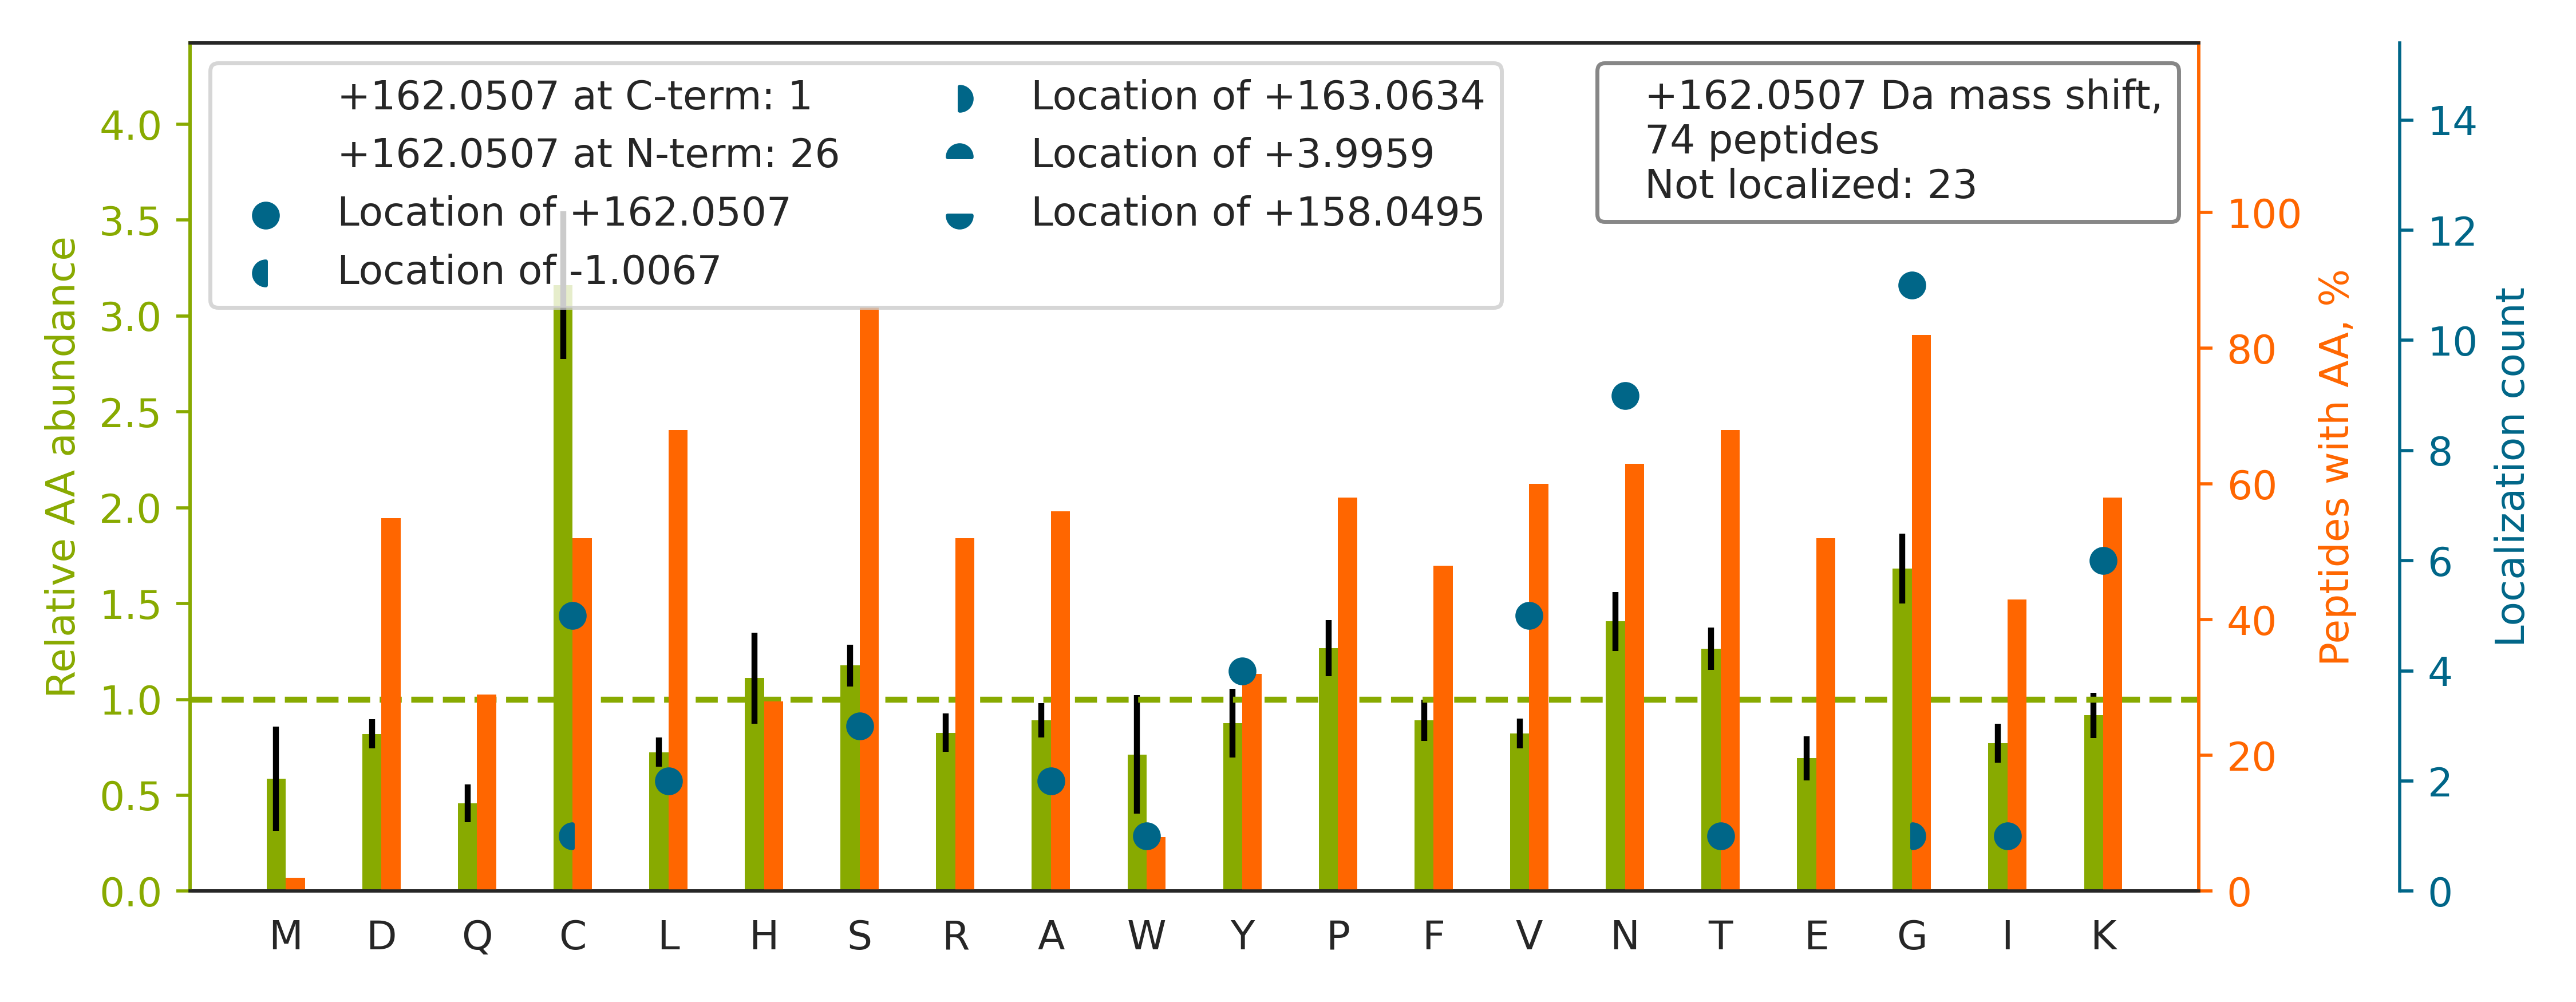 +162.0507 at C-term: 1
+162.0507 at N-term: 26
Location of +162.0507
Location of -1.0067
Location of +163.0634
Location of +3.9959
Location of +158.0495
+162.0507 Da mass shift,
74 peptides
Not localized: 23
Relative AA abundance
4.0
3.5
3.0
2.5
2.0
1.5
1.0
0.5
0.0
M D Q C L H S R A W Y P F V N T E G I K
100
80
60
40
20
0
Peptides with AA, %
14
12
10
8
6
4
2
0
Localization count